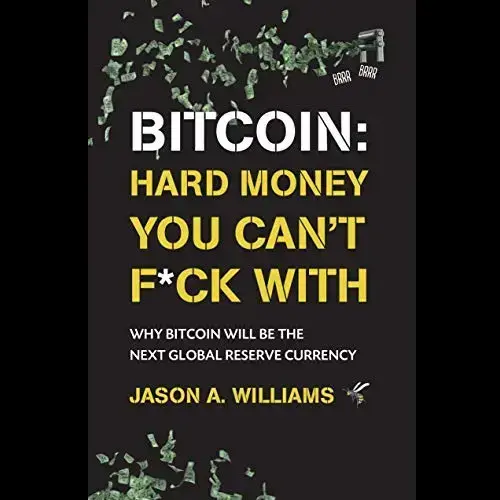 BRRR BRRR
BITCOIN:
HARD MONEY
YOU CAN'T
F*CK WITH
WHY BITCOIN WILL BE THE
NEXT GLOBAL RESERVE CURRENCY
JASON A. WILLIAMS